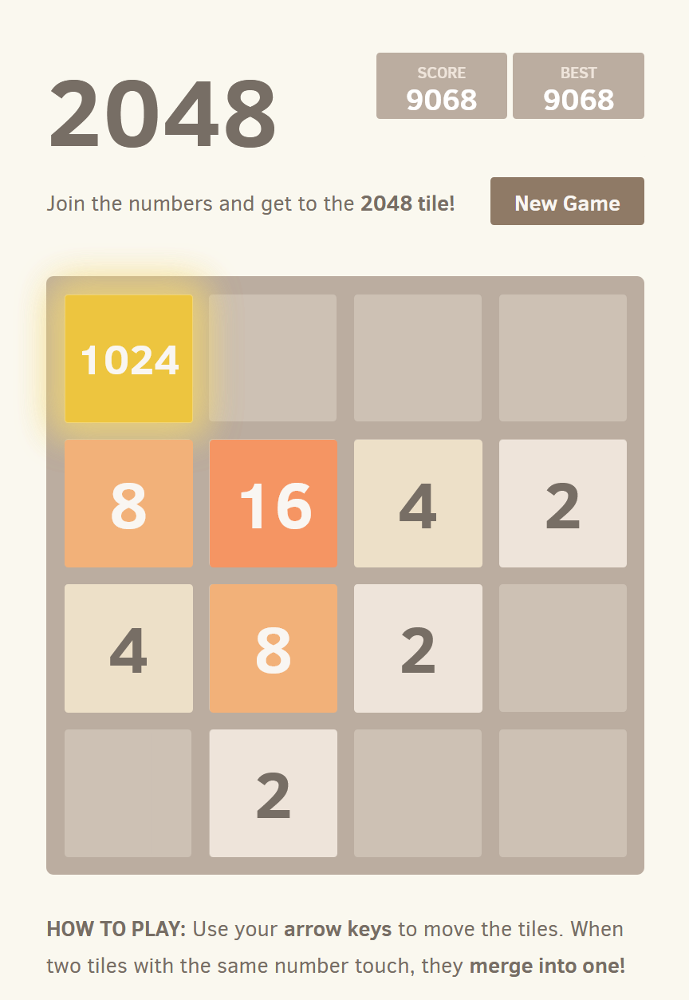 2048
SCORE
9068
BEST
9068
Join the numbers and get to the 2048 tile!
New Game
1024
8 16 4 2
4 8 2
2
HOW TO PLAY: Use your arrow keys to move the tiles. When
two tiles with the same number touch, they merge into one!